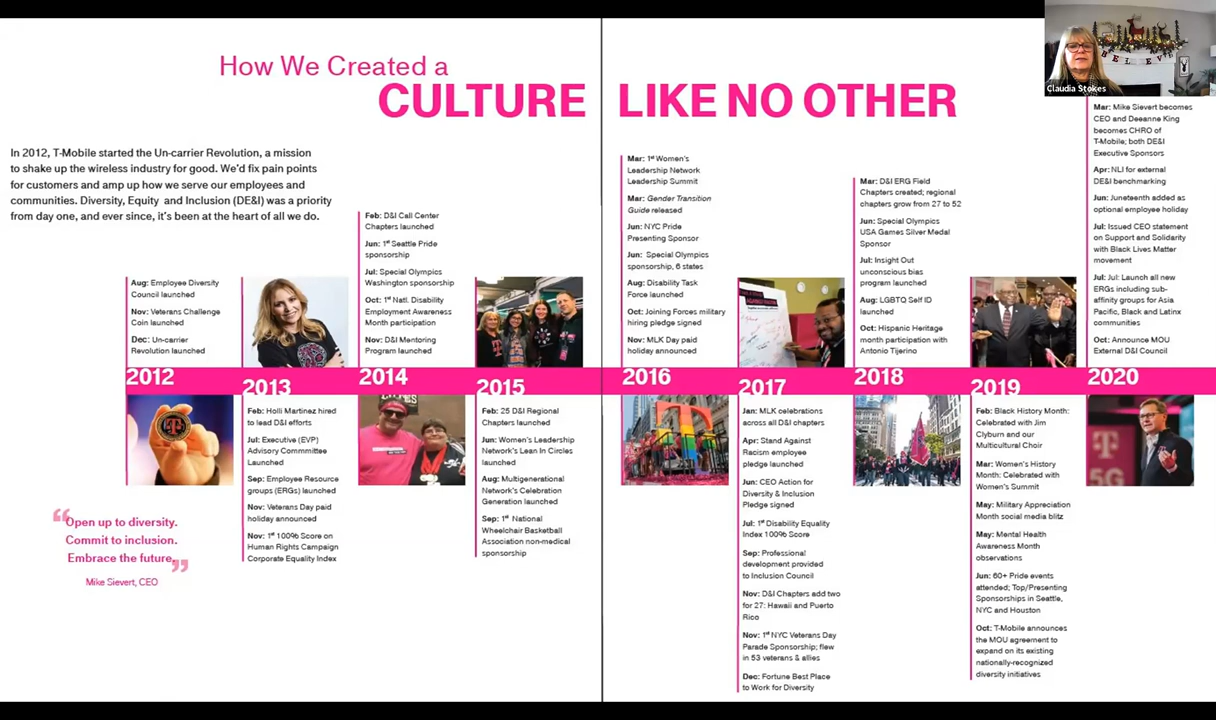 How We Created a
CULTURE LIKE NO OTHER
Claudia Stokes
In 2012, T-Mobile started the Un-carrier Revolution, a mission
to shake up the wireless industry for good. We'd fix pain points
for customers and amp up how we serve our employees and
communities. Diversity, Equity and Inclusion (DE&I) was a priority
from day one, and ever since, it's been at the heart of all we do.
Aug: Employee Diversity
Council launched
Nov: Veterans Challenge
Coin launched
Dec: Un-carrier
Revolution launched
2012
2013
Feb: Holli Martinez hired
to lead D&I efforts
Jul: Executive (EVP)
Advisory Commmittee
Launched
Sep: Employee Resource
groups (ERGs) launched
Nov: Veterans Day paid
holiday announced
Nov: 1st 100% Score on
Human Rights Campaign
Corporate Equality Index
Feb: D&I Call Center
Chapters launched
Jun: 1st Seattle Pride
sponsorship
Jul: Special Olympics
Washington sponsorship
Oct: 1st Natl. Disability
Employment Awareness
Month participation
Nov: D&I Mentoring
Program launched
2014
2015
Feb: 25 D&I Regional
Chapters launched
Jun: Women's Leadership
Network's Lean In Circles
launched
Aug: Multigenerational
Network's Celebration
Generation launched
Sep: 1st National
Wheelchair Basketball
Association non-medical
sponsorship
Mar: 1st Women's
Leadership Network
Leadership Summit
Mar: Gender Transition
Guide released
Jun: NYC Pride
Presenting Sponsor
Jun: Special Olympics
sponsorship, 6 states
Aug: Disability Task
Force launched
Oct: Joining Forces military
hiring pledge signed
Nov: MLK Day paid
holiday announced
2016
2017
Jan: MLK celebrations
across all D&I chapters
Apr: Stand Against
Racism employee
pledge launched
Jun: CEO Action for
Diversity & Inclusion
Pledge signed
Jul: 1st Disability Equality
Index 100% Score
Sep: Professional
development provided
to Inclusion Council
Nov: D&I Chapters add two
for 27: Hawaii and Puerto
Rico
Nov: 1st NYC Veterans Day
Parade Sponsorship; flew
in 53 veterans & allies
Dec: Fortune Best Place
to Work for Diversity
Mar: D&I ERG Field
Chapters created; regional
chapters grow from 27 to 52
Jun: Special Olympics
USA Games Silver Medal
Sponsor
Jul: Insight Out
unconscious bias
program launched
Aug: LGBTQ Self ID
launched
Oct: Hispanic Heritage
month participation with
Antonio Tijerino
2018
2019
Feb: Black History Month:
Celebrated with Jim
Clyburn and our
Multicultural Choir
Mar: Women's History
Month: Celebrated with
Women's Summit
May: Military Appreciation
Month social media blitz
May: Mental Health
Awareness Month
observations
Jun: 60+ Pride events
attended; Top/Presenting
Sponsorships in Seattle,
NYC and Houston
Oct: T-Mobile announces
the MOU agreement to
expand on its existing
nationally-recognized
diversity initiatives
Mar: Mike Sievert becomes
CEO and Deeanne King
becomes CHRO of
T-Mobile; both DE&I
Executive Sponsors
Apr: NLI for external
DE&I benchmarking
Jun: Juneteenth added as
optional employee holiday
Jul: Issued CEO statement
on Support and Solidarity
with Black Lives Matter
movement
Jul: Jul: Launch all new
ERGs including sub-
affinity groups for Asia
Pacific, Black and Latinx
communities
Oct: Announce MOU
External D&I Council
2020
T
5G
“Open up to diversity.
Commit to inclusion.
Embrace the future.”
Mike Sievert, CEO